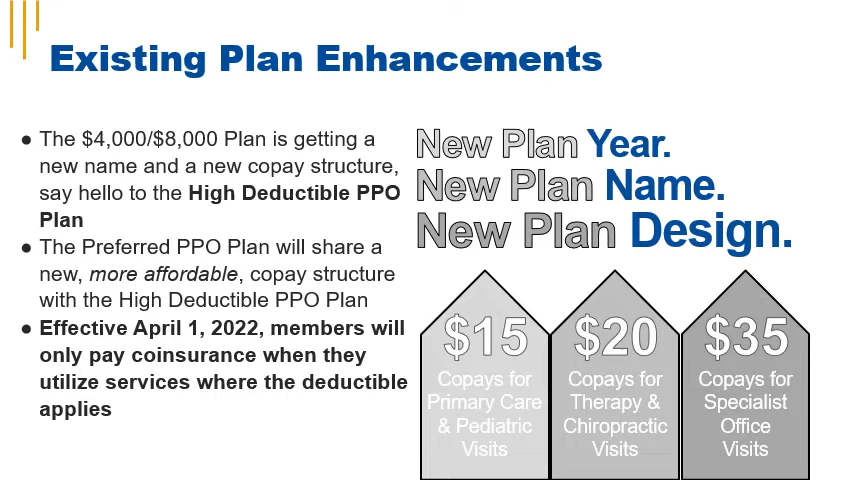 Existing Plan Enhancements
● The $4,000/$8,000 Plan is getting a
new name and a new copay structure,
say hello to the High Deductible PPO
Plan
● The Preferred PPO Plan will share a
new, more affordable, copay structure
with the High Deductible PPO Plan
● Effective April 1, 2022, members will
only pay coinsurance when they
utilize services where the deductible
applies
New Plan Year.
New Plan Name.
New Plan Design.
$15
Copays for
Primary Care
& Pediatric
Visits
$20
Copays for
Therapy &
Chiropractic
Visits
$35
Copays for
Specialist
Office
Visits